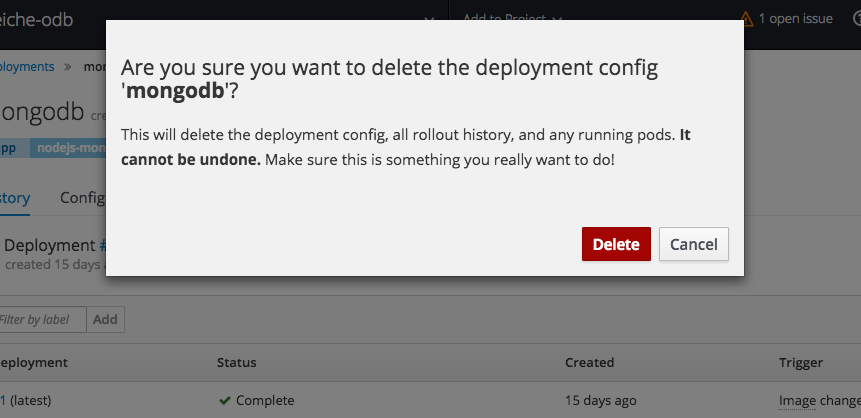 eiche-odb
Add to Project
1 open issue
ployments » mon
ongodb cre
pp nodejs-mon
Are you sure you want to delete the deployment config
'mongodb'?
This will delete the deployment config, all rollout history, and any running pods. It
cannot be undone. Make sure this is something you really want to do!
Delete Cancel
story Config
Deployment #
created 15 days a
Filter by label Add
eployment Status Created Trigger
1 (latest) Complete 15 days ago Image change